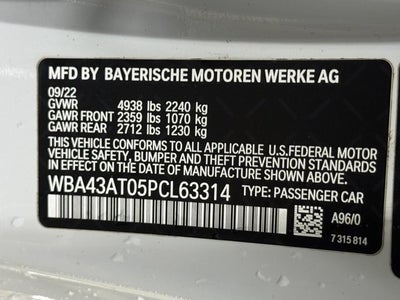 MFD BY BAYERISCHE MOTOREN WERKE AG
09/22
GVWR 4938 lbs 2240 kg
GAWR FRONT 2359 lbs 1070 kg
GAWR REAR 2712 lbs 1230 kg
THIS VEHICLE CONFORMS TO ALL APPLICABLE U.S.FEDERAL MOTOR
VEHICLE SAFETY, BUMPER, AND THEFT PREVENTION STANDARDS
IN EFFECT ON THE DATE OF MANUFACTURE SHOWN ABOVE.
WBA43AT05PCL63314 TYPE: PASSENGER CAR
A96/0
7 315 814